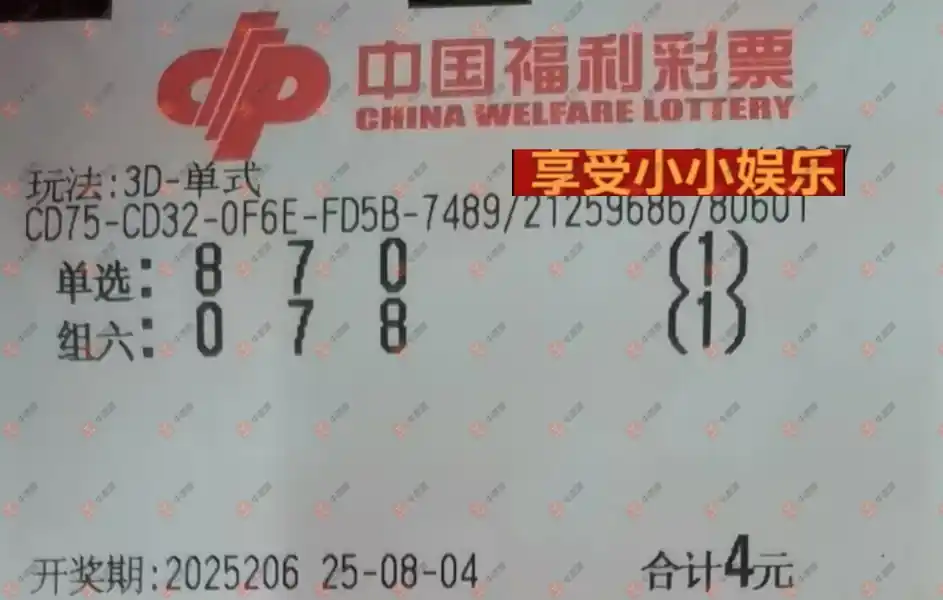 中国福利彩票
CHINA WELFARE LOTTERY
享受小小娱乐
玩法:3D-单式
CD75-CD32-0F6E-FD5B-7489/21259686/80601
单选: 8 7 0 (1)
组六: 0 7 8 (1)
开奖期:2025206 25-08-04 合计4元